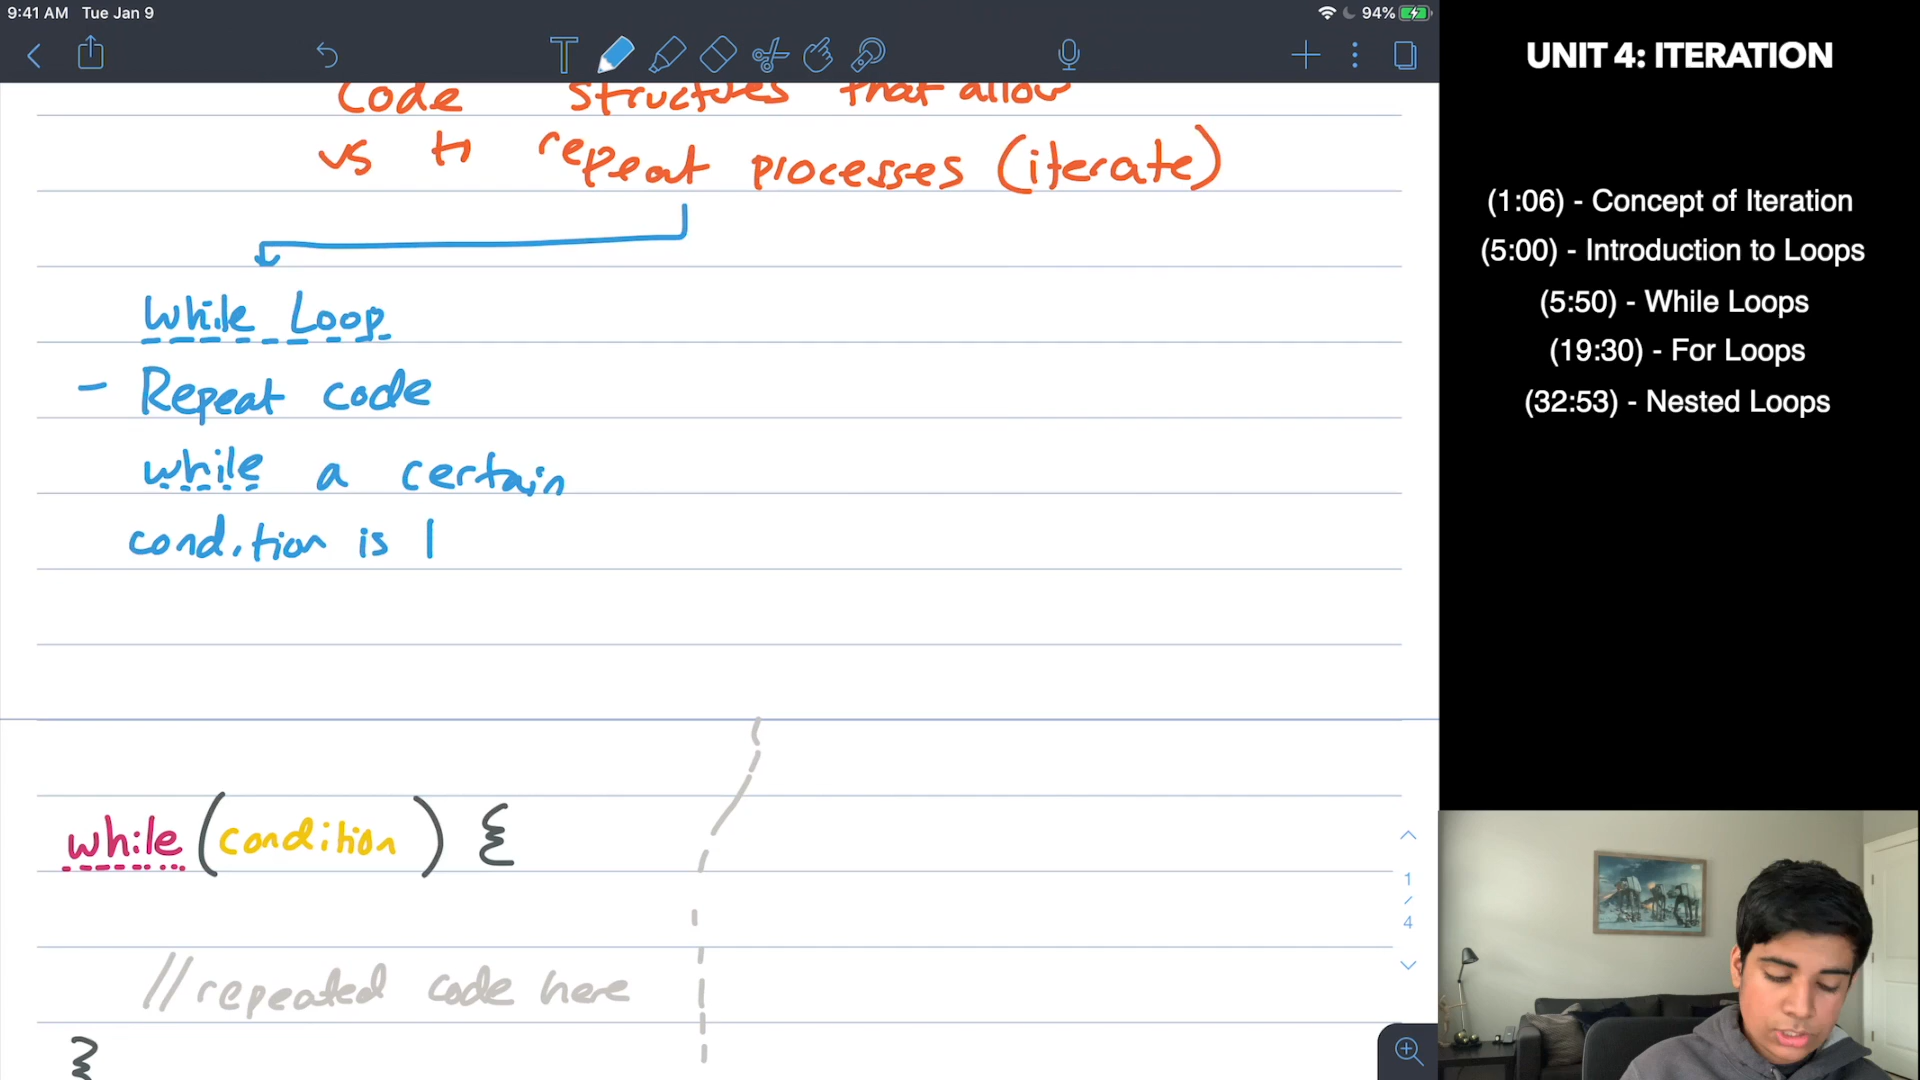 9:41 AM Tue Jan 9
94%
Code structures that allow
us to repeat processes (iterate)
While Loop
- Repeat code
while a certain
condition is
while (condition) {
//repeated code here
}
1
/
4
UNIT 4: ITERATION
(1:06) - Concept of Iteration
(5:00) - Introduction to Loops
(5:50) - While Loops
(19:30) - For Loops
(32:53) - Nested Loops